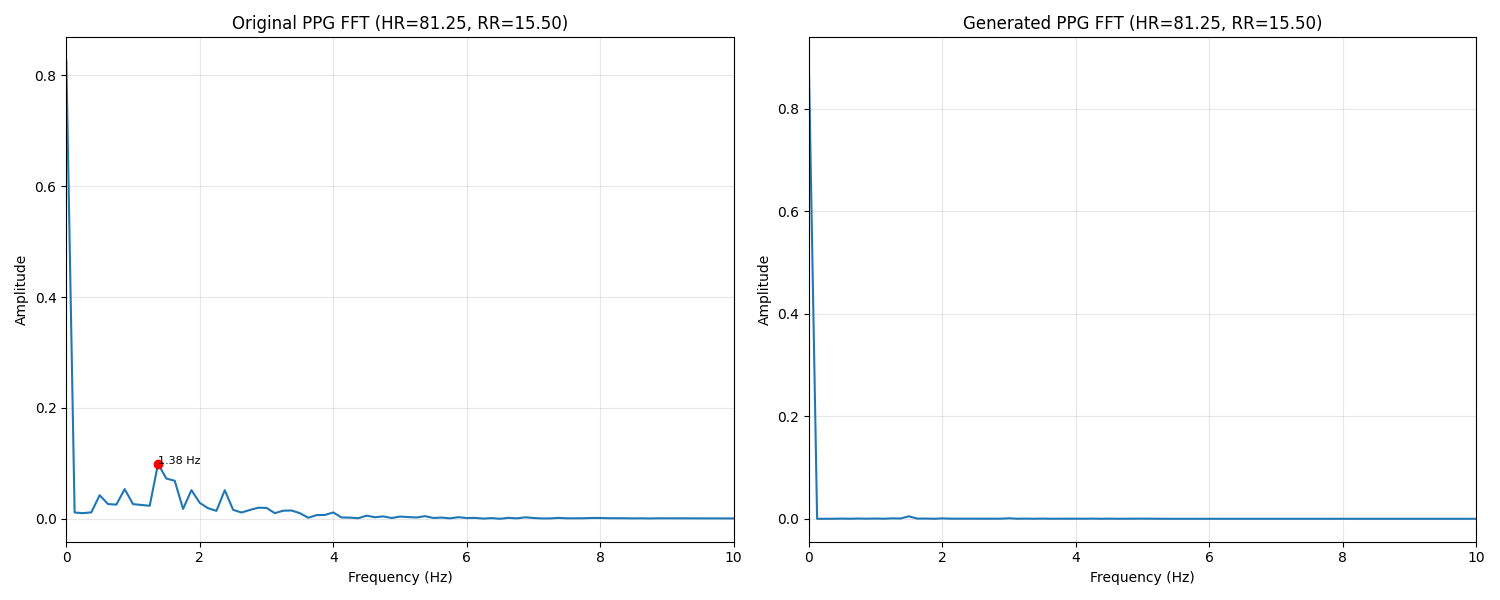 Original PPG FFT (HR=81.25, RR=15.50)
Amplitude
0.8
0.6
0.4
0.2
0.0
1.38 Hz
0 2 4 6 8 10
Frequency (Hz)
Generated PPG FFT (HR=81.25, RR=15.50)
Amplitude
0.8
0.6
0.4
0.2
0.0
0 2 4 6 8 10
Frequency (Hz)